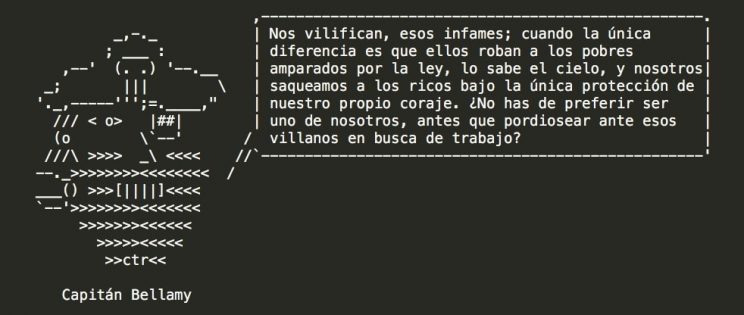 Nos vilifican, esos infames; cuando la única
diferencia es que ellos roban a los pobres
amparados por la ley, lo sabe el cielo, y nosotros
saqueamos a los ricos bajo la única protección de
nuestro propio coraje. ¿No has de preferir ser
uno de nosotros, antes que pordiosear ante esos
villanos en busca de trabajo?
ctr
Capitán Bellamy